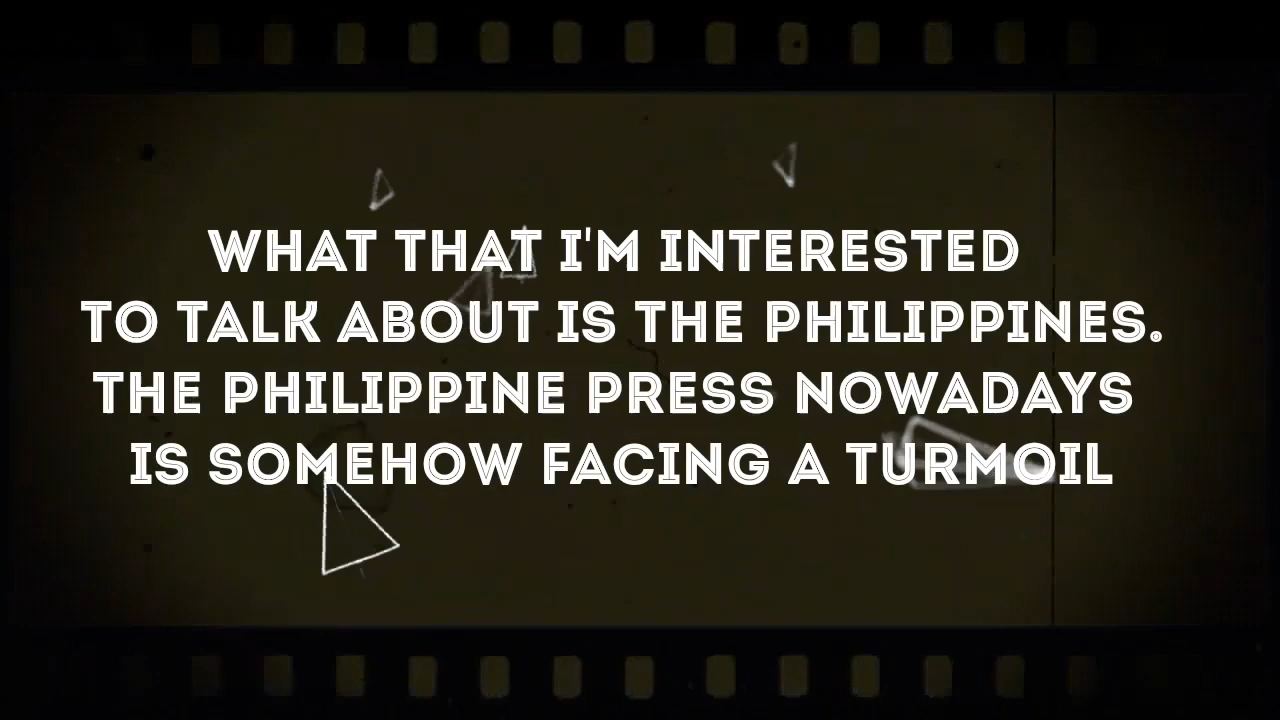 WHAT THAT I'M INTERESTED
TO TALK ABOUT IS THE PHILIPPINES.
THE PHILIPPINE PRESS NOWADAYS
IS SOMEHOW FACING A TURMOIL